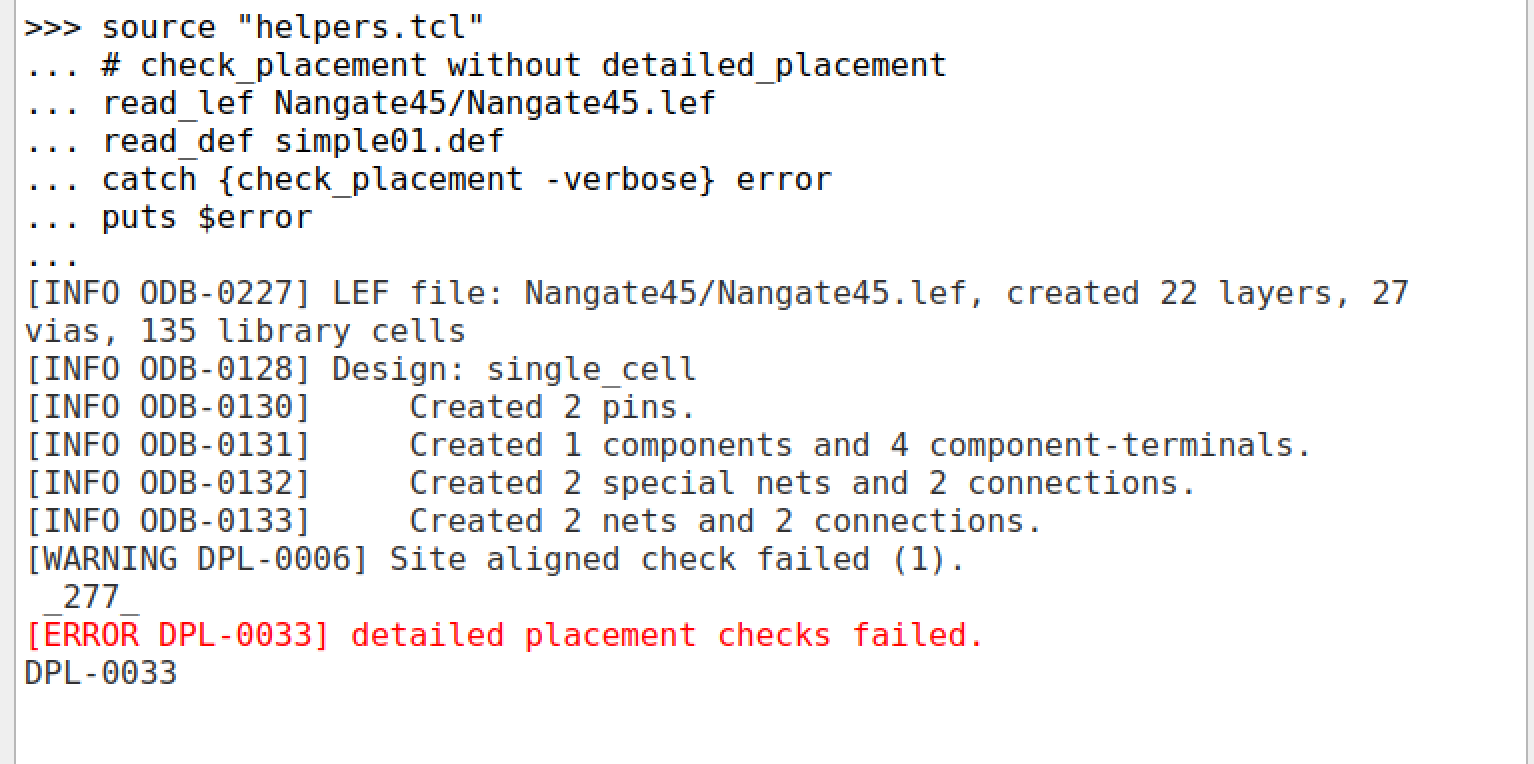 >>> source "helpers.tcl"
... # check_placement without detailed_placement
... read_lef Nangate45/Nangate45.lef
... read_def simple01.def
... catch {check_placement -verbose} error
... puts $error
...
[INFO ODB-0227] LEF file: Nangate45/Nangate45.lef, created 22 layers, 27
vias, 135 library cells
[INFO ODB-0128] Design: single_cell
[INFO ODB-0130]     Created 2 pins.
[INFO ODB-0131]     Created 1 components and 4 component-terminals.
[INFO ODB-0132]     Created 2 special nets and 2 connections.
[INFO ODB-0133]     Created 2 nets and 2 connections.
[WARNING DPL-0006] Site aligned check failed (1).
 _277_
[ERROR DPL-0033] detailed placement checks failed.
DPL-0033